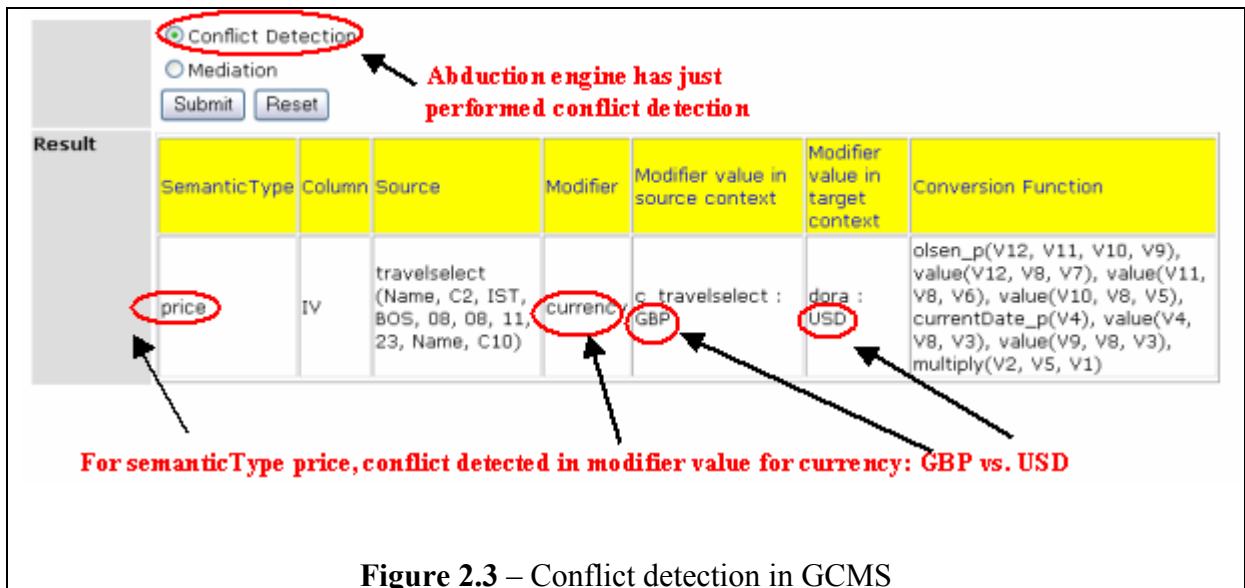 Conflict Detection
Mediation
Abduction engine has just
performed conflict detection
Submit Reset
Result
SemanticType Column Source Modifier Modifier value in source context Modifier value in target context Conversion Function
price IV travelselect (Name, C2, IST, BOS, 08, 08, 11, 23, Name, C10) currency c_travelselect : GBP dora : USD olsen_p(V12, V11, V10, V9), value(V12, V8, V7), value(V11, V8, V6), value(V10, V8, V5), currentDate_p(V4), value(V4, V8, V3), value(V9, V8, V3), multiply(V2, V5, V1)
For semanticType price, conflict detected in modifier value for currency: GBP vs. USD
Figure 2.3 – Conflict detection in GCMS